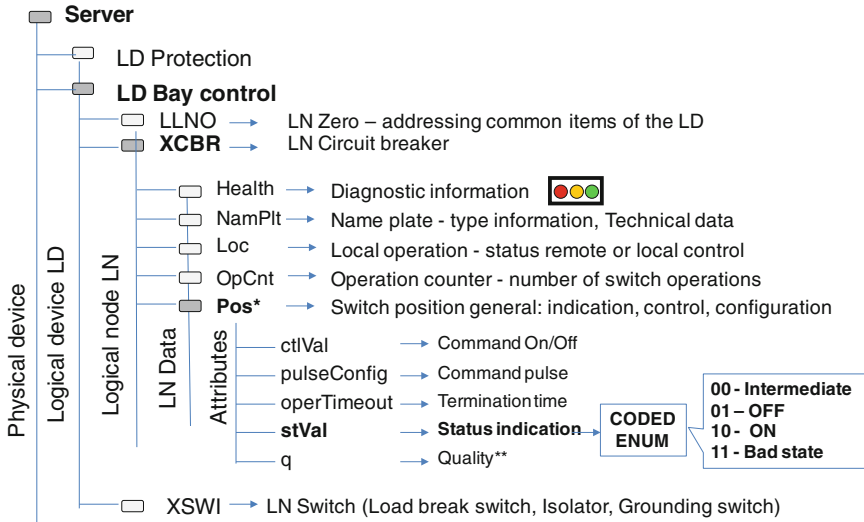 Server
LD Protection
LD Bay control
LLNO LN Zero – addressing common items of the LD
XCBR LN Circuit breaker
Health Diagnostic information
NamPlt Name plate - type information, Technical data
Loc Local operation - status remote or local control
OpCnt Operation counter - number of switch operations
Pos* Switch position general: indication, control, configuration
ctlVal Command On/Off
pulseConfig Command pulse
operTimeout Termination time
stVal Status indication
q Quality**
CODED
ENUM
00 - Intermediate
01 – OFF
10 - ON
11 - Bad state
XSWI LN Switch (Load break switch, Isolator, Grounding switch)
Physical device
Logical device LD
Logical node LN
LN Data
Attributes